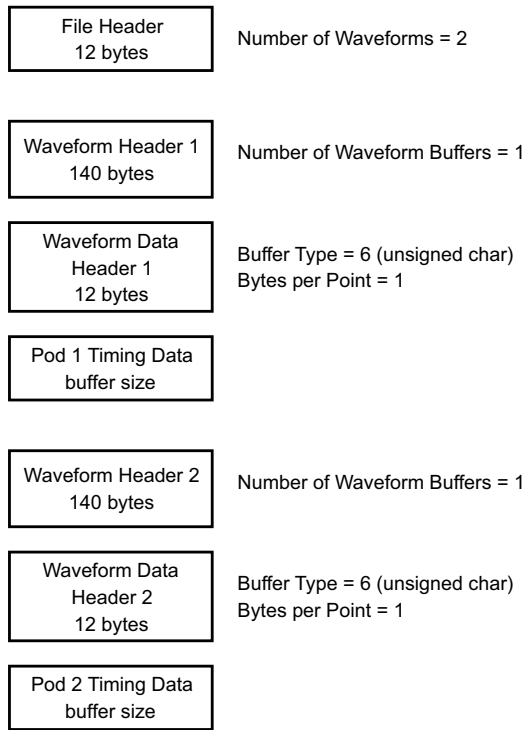 File Header
12 bytes
Number of Waveforms = 2
Waveform Header 1
140 bytes
Number of Waveform Buffers = 1
Waveform Data
Header 1
12 bytes
Buffer Type = 6 (unsigned char)
Bytes per Point = 1
Pod 1 Timing Data
buffer size
Waveform Header 2
140 bytes
Number of Waveform Buffers = 1
Waveform Data
Header 2
12 bytes
Buffer Type = 6 (unsigned char)
Bytes per Point = 1
Pod 2 Timing Data
buffer size